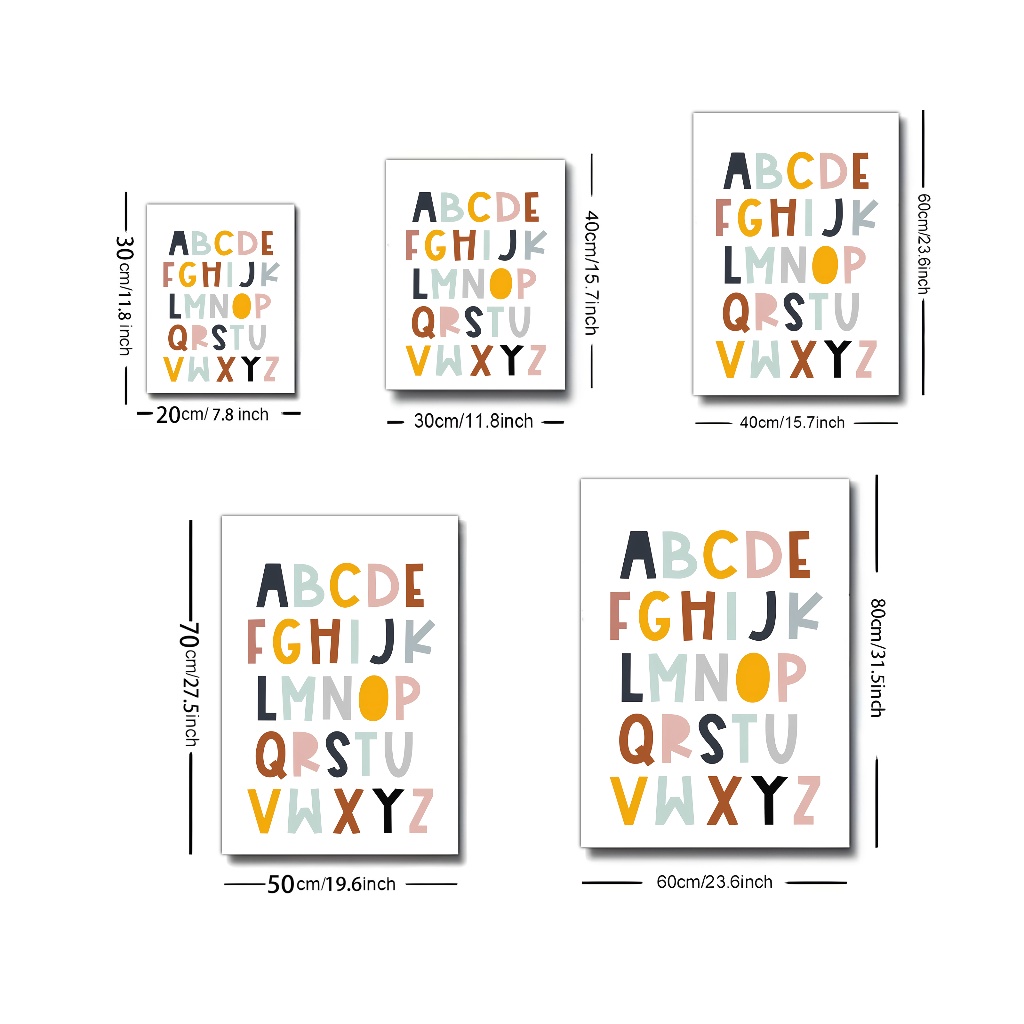 ABCDE
FGHIJK
LMNOP
QRSTU
VWXYZ
30cm/11.8 inch
20cm/ 7.8 inch
ABCDE
FGHIJK
LMNOP
QRSTU
VWXYZ
40cm/15.7inch
30cm/11.8inch
ABCDE
FGHIJK
LMNOP
QRSTU
VWXYZ
60cm/23.6inch
40cm/15.7inch
70cm/27.5inch
ABCDE
FGHIJK
LMNOP
QRSTU
VWXYZ
50cm/19.6inch
ABCDE
FGHIJK
LMNOP
QRSTU
VWXYZ
80cm/31.5inch
60cm/23.6inch